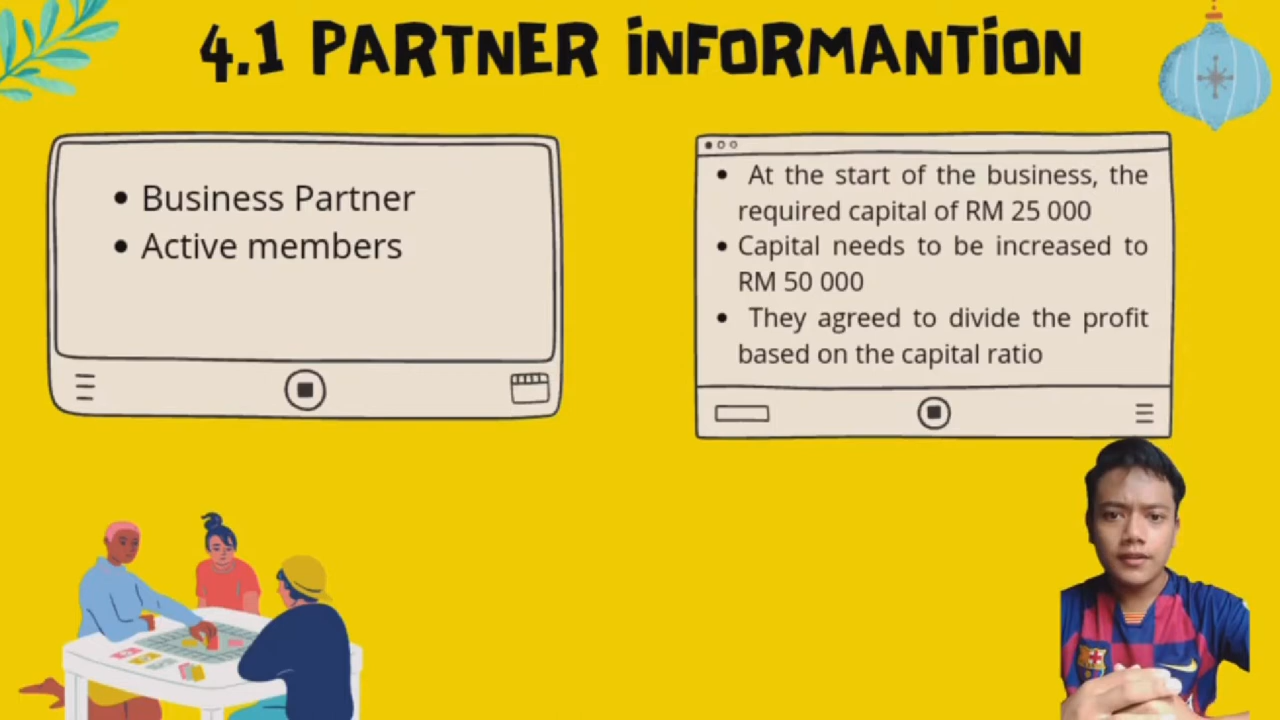 4.1 PARTNER INFORMANTION
Business Partner
Active members
At the start of the business, the
required capital of RM 25 000
Capital needs to be increased to
RM 50 000
They agreed to divide the profit
based on the capital ratio